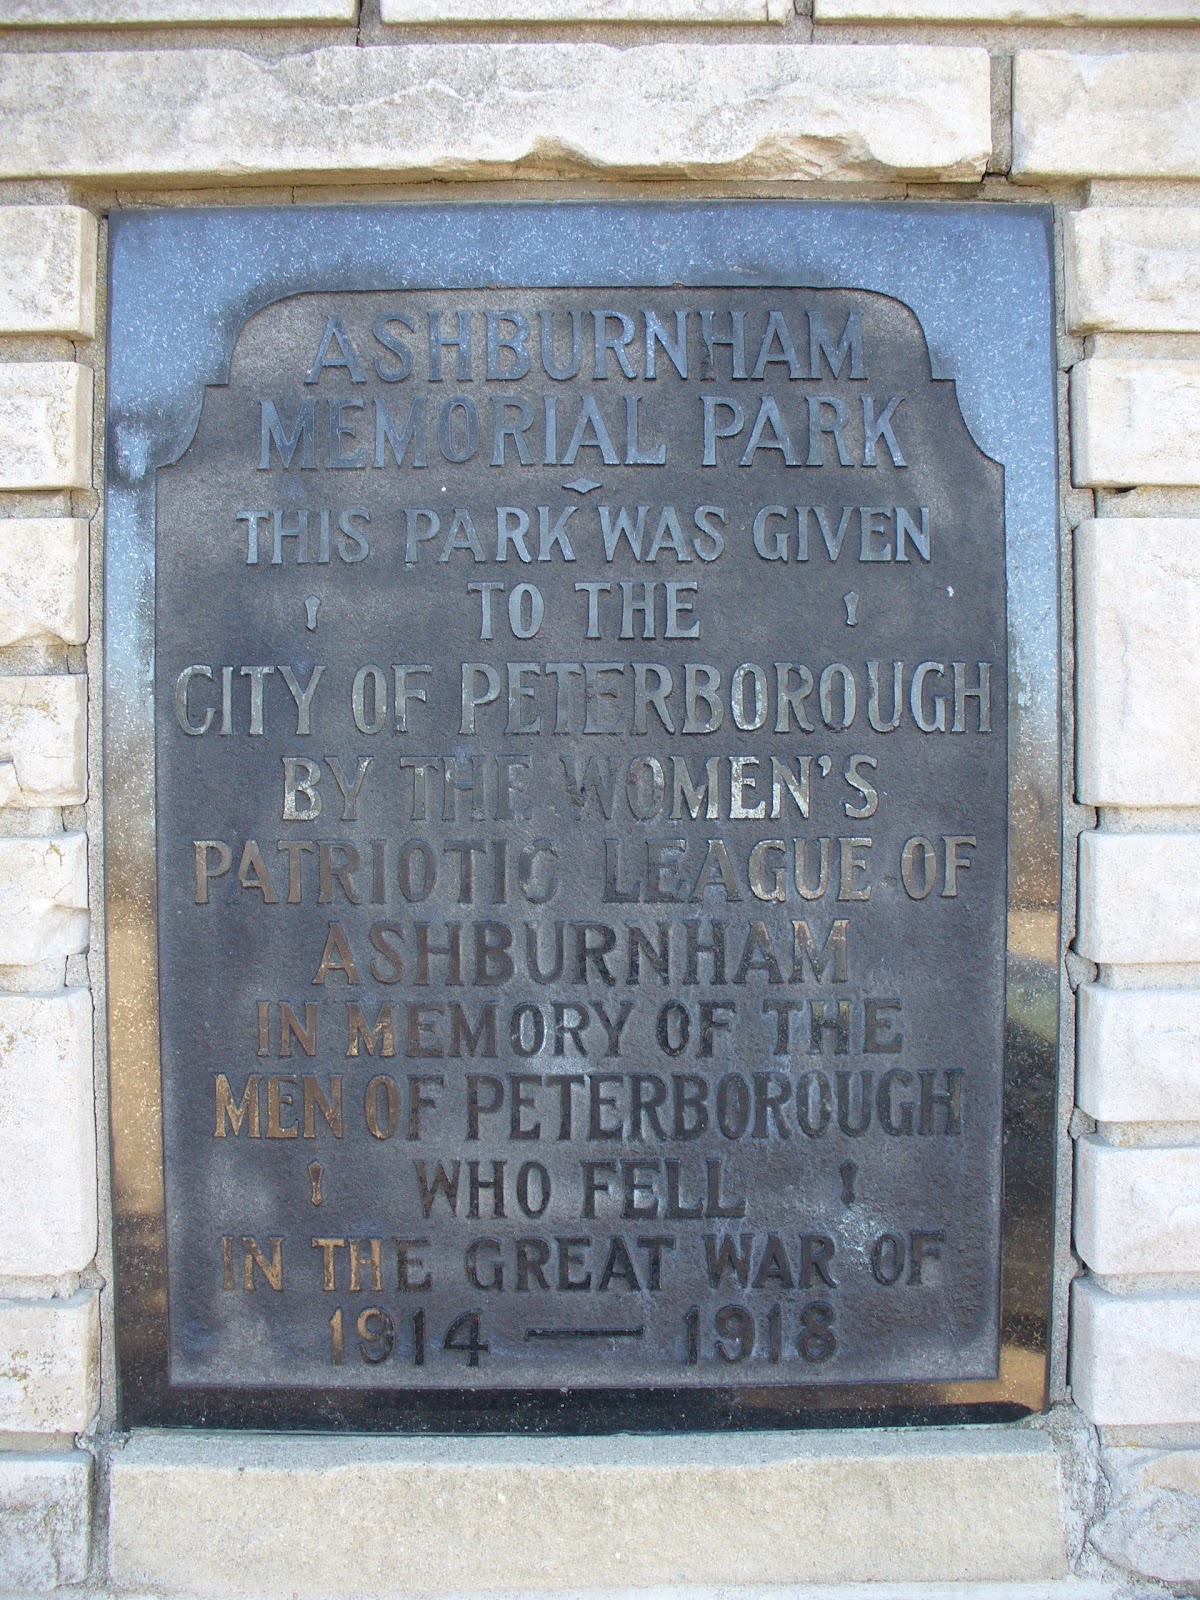 ASHBURNHAM
MEMORIAL PARK
THIS PARK WAS GIVEN
TO THE
CITY OF PETERBOROUGH
BY THE WOMEN'S
PATRIOTIC LEAGUE OF
ASHBURNHAM
IN MEMORY OF THE
MEN OF PETERBOROUGH
WHO FELL
IN THE GREAT WAR OF
1914 — 1918